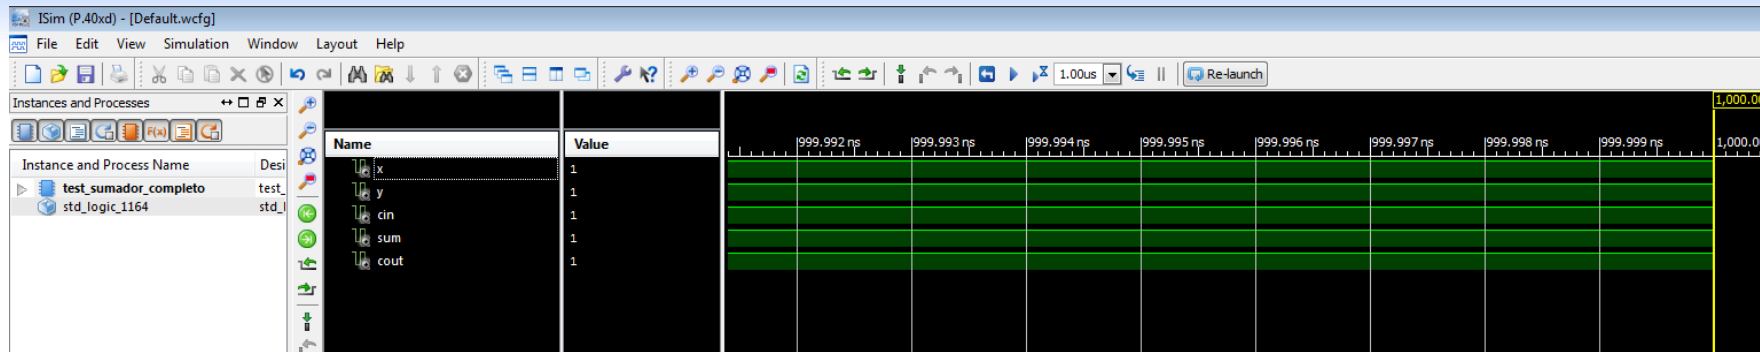 ISim (P.40xd) - [Default.wcfg]
File Edit View Simulation Window Layout Help
1.00us Re-launch
Instances and Processes
F(x)
Instance and Process Name Desi
test_sumador_completo test_
std_logic_1164 std_l
Name Value
x 1
y 1
cin 1
sum 1
cout 1
1,000.00
999.992 ns 999.993 ns 999.994 ns 999.995 ns 999.996 ns 999.997 ns 999.998 ns 999.999 ns 1,000.00